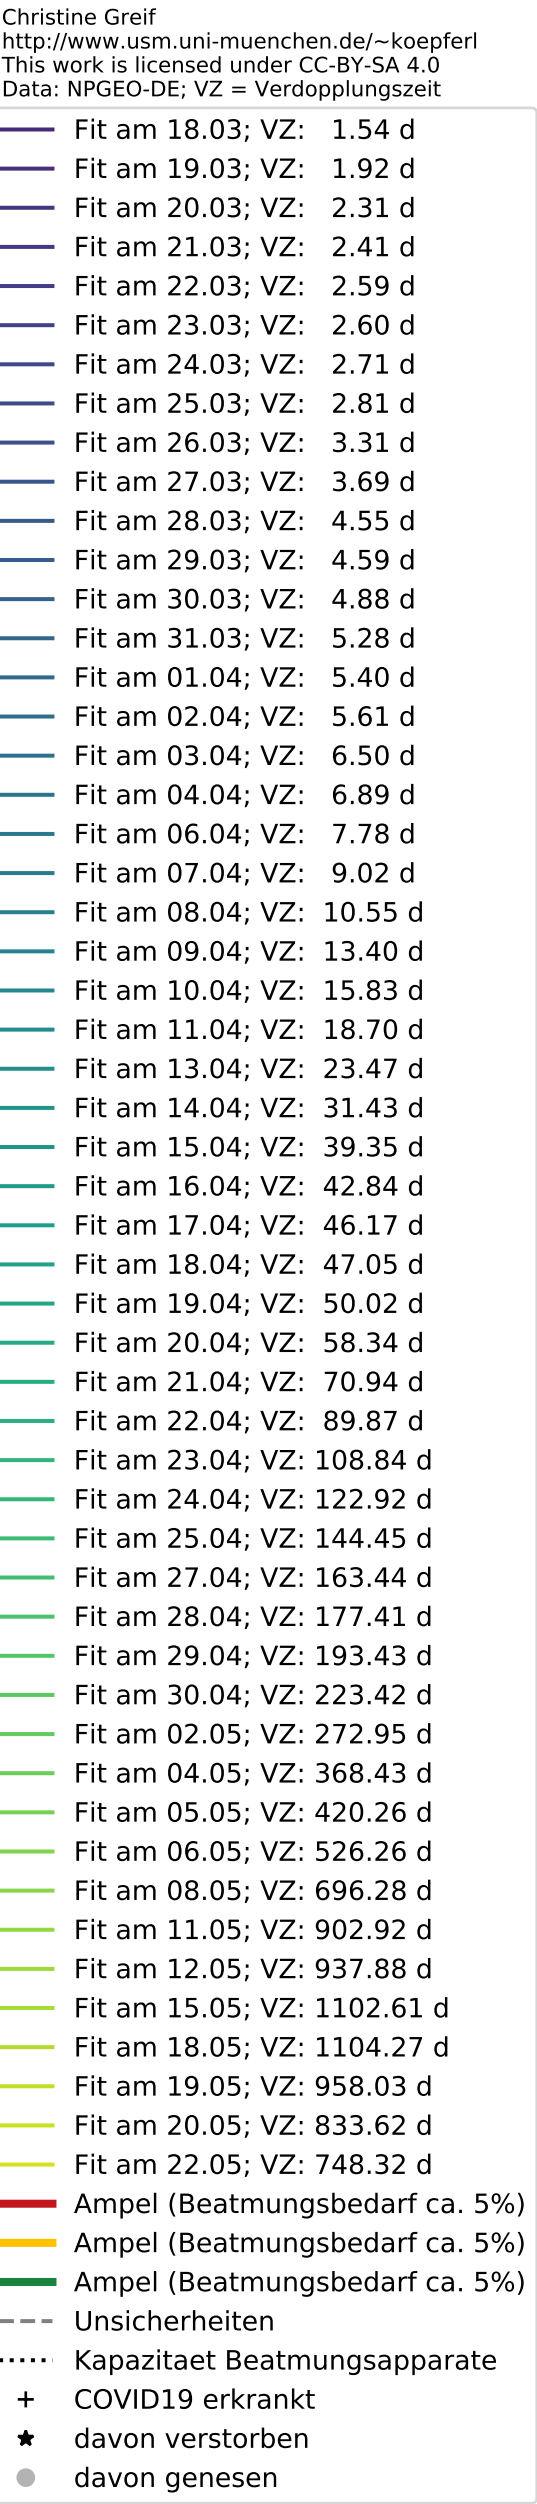 Christine Greif
http://www.usm.uni-muenchen.de/~koepferl
This work is licensed under CC-BY-SA 4.0
Data: NPGEO-DE; VZ = Verdopplungszeit
Fit am 18.03; VZ: 1.54 d
Fit am 19.03; VZ: 1.92 d
Fit am 20.03; VZ: 2.31 d
Fit am 21.03; VZ: 2.41 d
Fit am 22.03; VZ: 2.59 d
Fit am 23.03; VZ: 2.60 d
Fit am 24.03; VZ: 2.71 d
Fit am 25.03; VZ: 2.81 d
Fit am 26.03; VZ: 3.31 d
Fit am 27.03; VZ: 3.69 d
Fit am 28.03; VZ: 4.55 d
Fit am 29.03; VZ: 4.59 d
Fit am 30.03; VZ: 4.88 d
Fit am 31.03; VZ: 5.28 d
Fit am 01.04; VZ: 5.40 d
Fit am 02.04; VZ: 5.61 d
Fit am 03.04; VZ: 6.50 d
Fit am 04.04; VZ: 6.89 d
Fit am 06.04; VZ: 7.78 d
Fit am 07.04; VZ: 9.02 d
Fit am 08.04; VZ: 10.55 d
Fit am 09.04; VZ: 13.40 d
Fit am 10.04; VZ: 15.83 d
Fit am 11.04; VZ: 18.70 d
Fit am 13.04; VZ: 23.47 d
Fit am 14.04; VZ: 31.43 d
Fit am 15.04; VZ: 39.35 d
Fit am 16.04; VZ: 42.84 d
Fit am 17.04; VZ: 46.17 d
Fit am 18.04; VZ: 47.05 d
Fit am 19.04; VZ: 50.02 d
Fit am 20.04; VZ: 58.34 d
Fit am 21.04; VZ: 70.94 d
Fit am 22.04; VZ: 89.87 d
Fit am 23.04; VZ: 108.84 d
Fit am 24.04; VZ: 122.92 d
Fit am 25.04; VZ: 144.45 d
Fit am 27.04; VZ: 163.44 d
Fit am 28.04; VZ: 177.41 d
Fit am 29.04; VZ: 193.43 d
Fit am 30.04; VZ: 223.42 d
Fit am 02.05; VZ: 272.95 d
Fit am 04.05; VZ: 368.43 d
Fit am 05.05; VZ: 420.26 d
Fit am 06.05; VZ: 526.26 d
Fit am 08.05; VZ: 696.28 d
Fit am 11.05; VZ: 902.92 d
Fit am 12.05; VZ: 937.88 d
Fit am 15.05; VZ: 1102.61 d
Fit am 18.05; VZ: 1104.27 d
Fit am 19.05; VZ: 958.03 d
Fit am 20.05; VZ: 833.62 d
Fit am 22.05; VZ: 748.32 d
Ampel (Beatmungsbedarf ca. 5%)
Ampel (Beatmungsbedarf ca. 5%)
Ampel (Beatmungsbedarf ca. 5%)
Unsicherheiten
Kapazitaet Beatmungsapparate
COVID19 erkrankt
davon verstorben
davon genesen